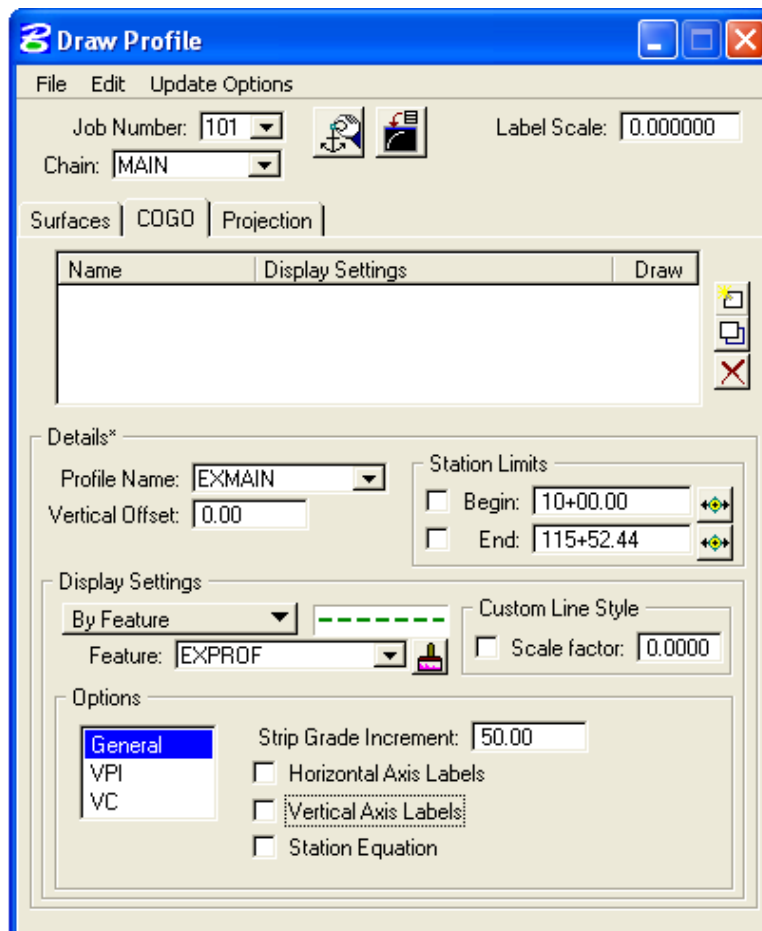 Draw Profile
File Edit Update Options
Job Number: 101 Label Scale: 0.000000
Chain: MAIN
Surfaces COGO Projection
Name Display Settings Draw
Details*
Profile Name: EXMAIN
Vertical Offset: 0.00
Station Limits
Begin: 10+00.00
End: 115+52.44
Display Settings
By Feature
Feature: EXPROF
Custom Line Style
Scale factor: 0.0000
Options
General
VPI
VC
Strip Grade Increment: 50.00
Horizontal Axis Labels
Vertical Axis Labels
Station Equation